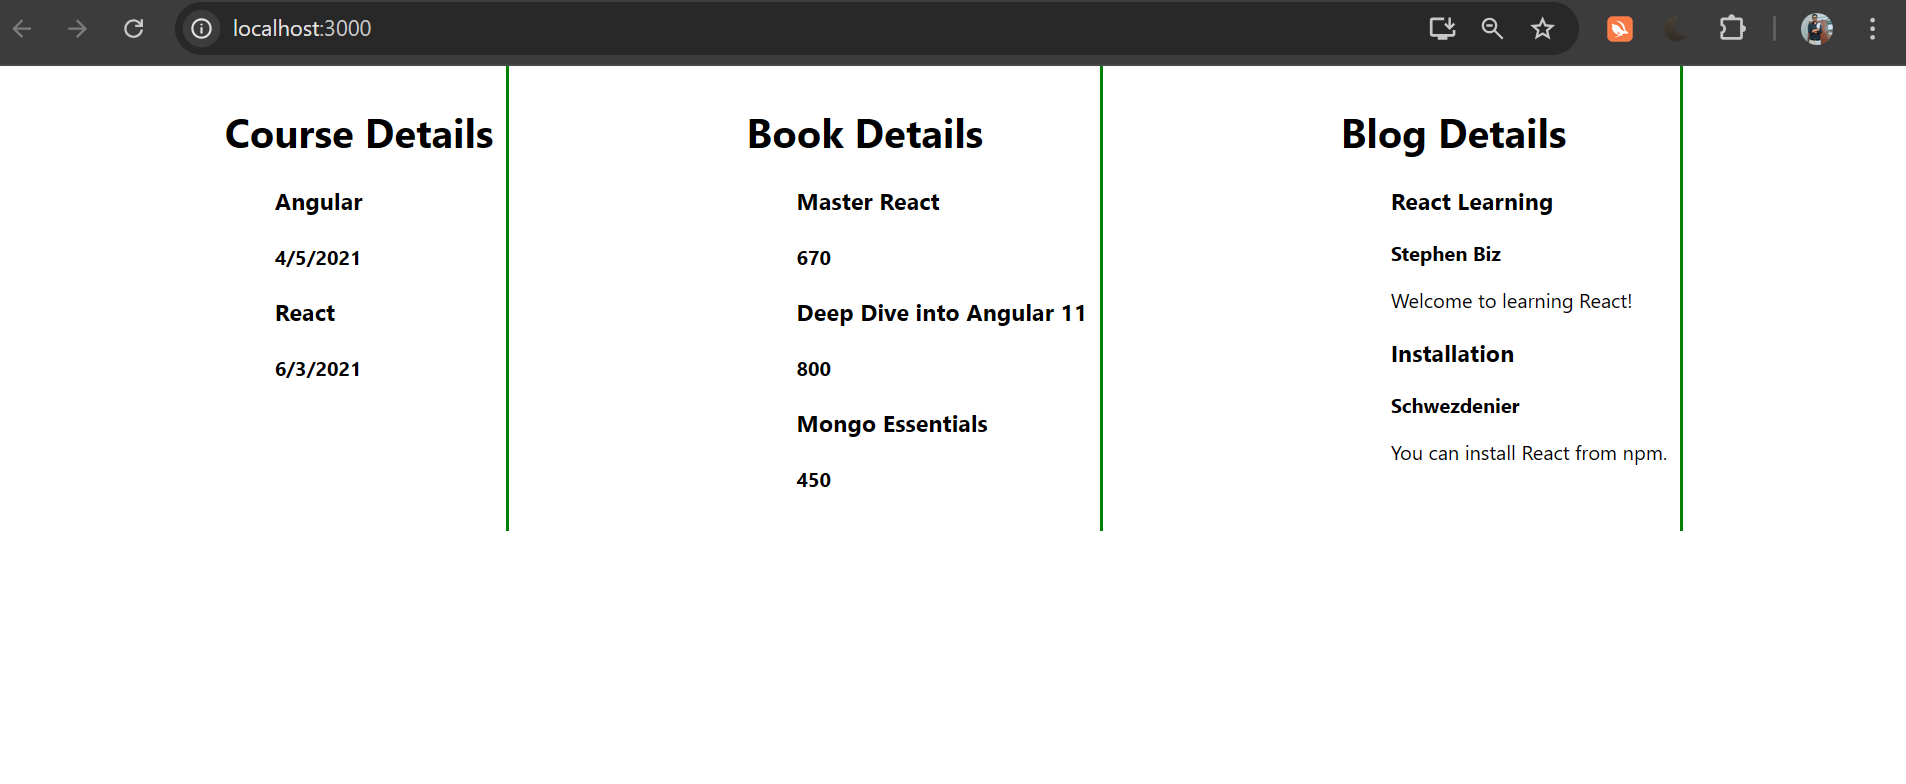 localhost:3000
Course Details
Angular
4/5/2021
React
6/3/2021
Book Details
Master React
670
Deep Dive into Angular 11
800
Mongo Essentials
450
Blog Details
React Learning
Stephen Biz
Welcome to learning React!
Installation
Schwezdenier
You can install React from npm.